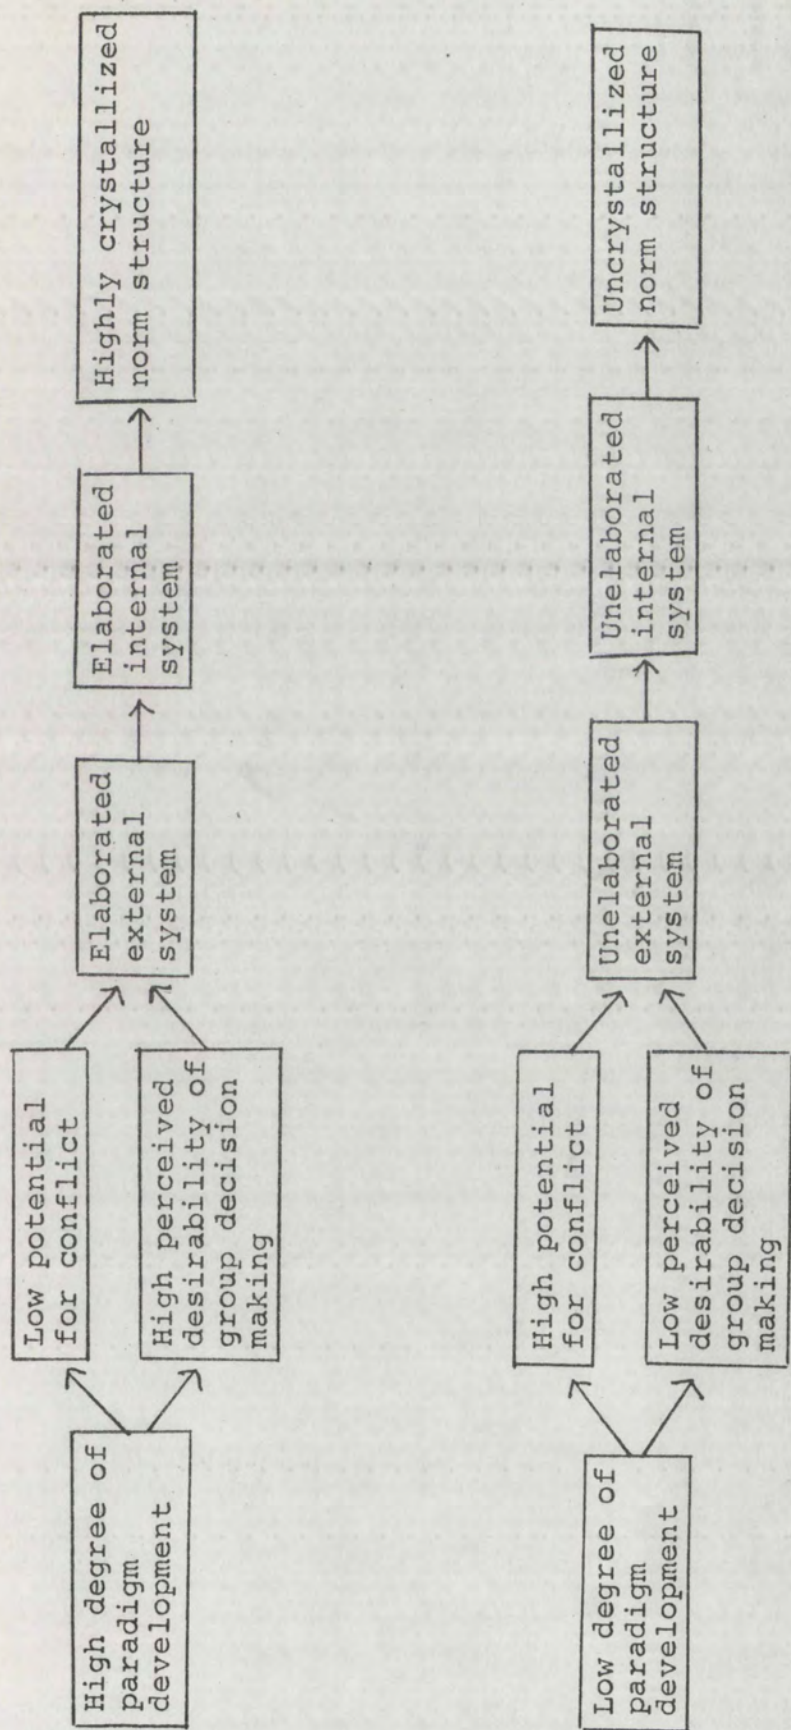 High degree of
paradigm
development
Low potential
for conflict
High perceived
desirability of
group decision
making
Elaborated
external
system
Elaborated
internal
system
Highly crystallized
norm structure
Low degree of
paradigm
development
High potential
for conflict
Low perceived
desirability of
group decision
making
Unelaborated
external
system
Unelaborated
internal
system
Uncrystallized
norm structure